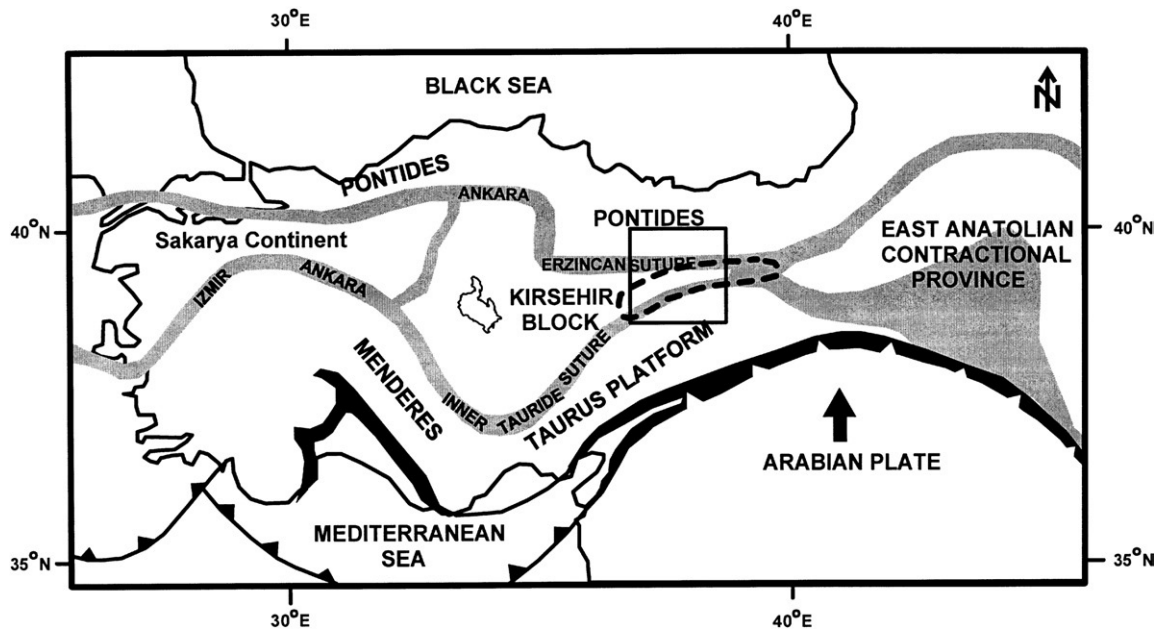 30°E
40°E
BLACK SEA
N
PONTIDES
ANKARA
PONTIDES
40°N
40°N
Sakarya Continent
EAST ANATOLIAN
CONTRACTIONAL
PROVINCE
ERZINCAN SUTURE
IZMIR
ANKARA
KIRSEHIR
BLOCK
MENDERES
INNER
TAURIDE
SUTURE
TAURUS PLATFORM
ARABIAN PLATE
MEDITERRANEAN
SEA
35°N
35°N
30°E
40°E